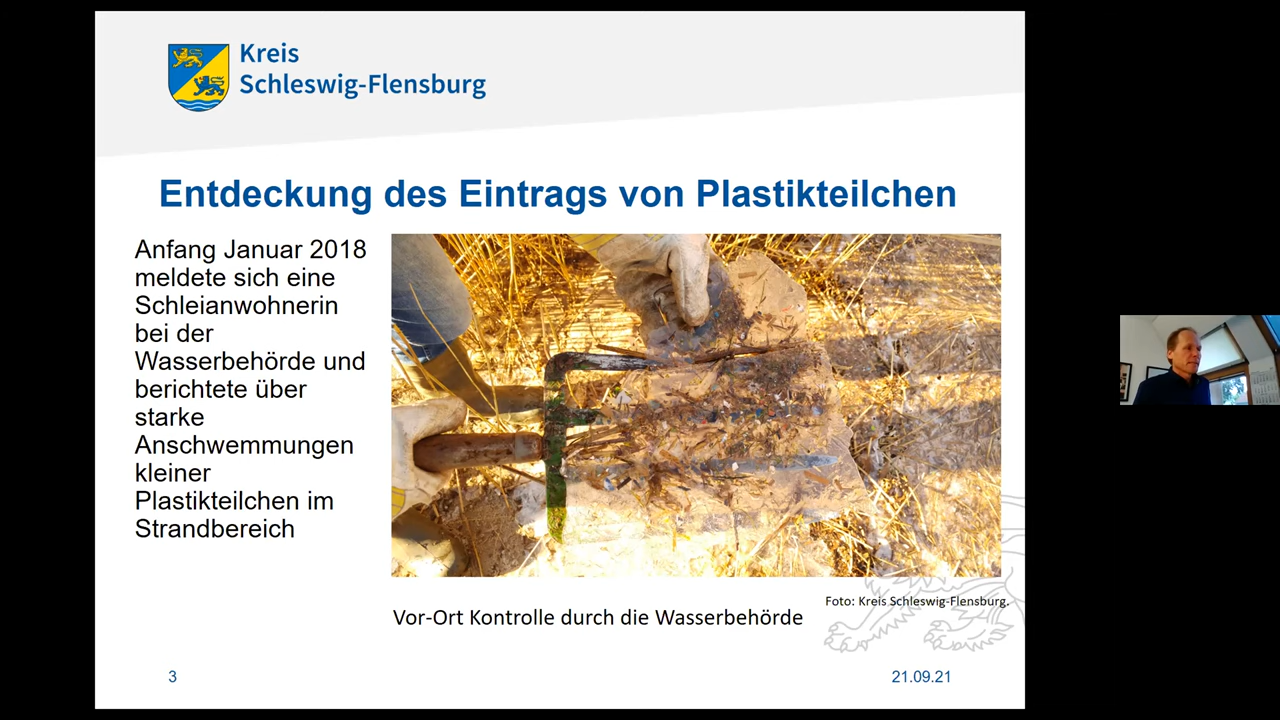 Kreis
Schleswig-Flensburg
Entdeckung des Eintrags von Plastikteilchen
Anfang Januar 2018
meldete sich eine
Schleianwohnerin
bei der
Wasserbehörde und
berichtete über
starke
Anschwemmungen
kleiner
Plastikteilchen im
Strandbereich
Foto: Kreis Schleswig-Flensburg.
Vor-Ort Kontrolle durch die Wasserbehörde
3
21.09.21